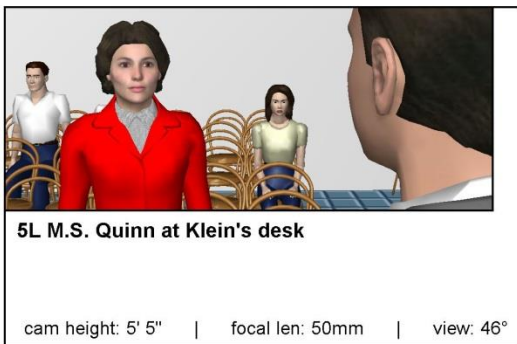 5L M.S. Quinn at Klein's desk
cam height: 5' 5" | focal len: 50mm | view: 46°